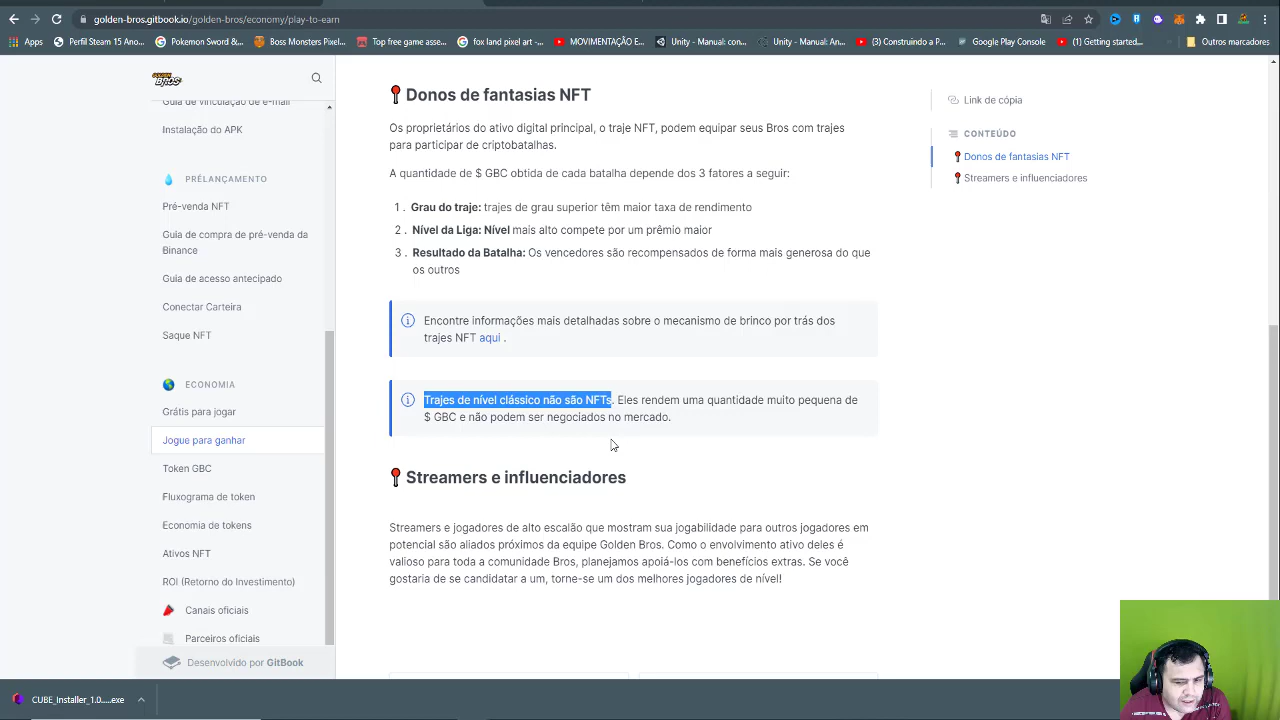 golden-bros.gitbook.io/golden-bros/economy/play-to-earn
Apps
Perfil Steam 15 Ano...
Pokemon Sword &...
Boss Monsters Pixel...
Top free game asse...
fox land pixel art -...
MOVIMENTAÇÃO E...
Unity - Manual: con...
Unity - Manual: An...
(3) Construindo a P...
Google Play Console
(1) Getting started...
Outros marcadores
GOLDEN BROS
Guia de vinculação de e-mail
Instalação do APK
PRÉLANÇAMENTO
Pré-venda NFT
Guia de compra de pré-venda da
Binance
Guia de acesso antecipado
Conectar Carteira
Saque NFT
ECONOMIA
Grátis para jogar
Jogue para ganhar
Token GBC
Fluxograma de token
Economia de tokens
Ativos NFT
ROI (Retorno do Investimento)
Canais oficiais
Parceiros oficiais
Desenvolvido por GitBook
Donos de fantasias NFT
Os proprietários do ativo digital principal, o traje NFT, podem equipar seus Bros com trajes
para participar de criptobatalhas.
A quantidade de $ GBC obtida de cada batalha depende dos 3 fatores a seguir:
1. Grau do traje: trajes de grau superior têm maior taxa de rendimento
2. Nível da Liga: Nível mais alto compete por um prêmio maior
3. Resultado da Batalha: Os vencedores são recompensados de forma mais generosa do que
os outros
Encontre informações mais detalhadas sobre o mecanismo de brinco por trás dos
trajes NFT aqui .
Trajes de nível clássico não são NFTs. Eles rendem uma quantidade muito pequena de
$ GBC e não podem ser negociados no mercado.
Streamers e influenciadores
Streamers e jogadores de alto escalão que mostram sua jogabilidade para outros jogadores em
potencial são aliados próximos da equipe Golden Bros. Como o envolvimento ativo deles é
valioso para toda a comunidade Bros, planejamos apoiá-los com benefícios extras. Se você
gostaria de se candidatar a um, torne-se um dos melhores jogadores de nível!
Link de cópia
CONTEÚDO
Donos de fantasias NFT
Streamers e influenciadores
CUBE_Installer_1.0....exe